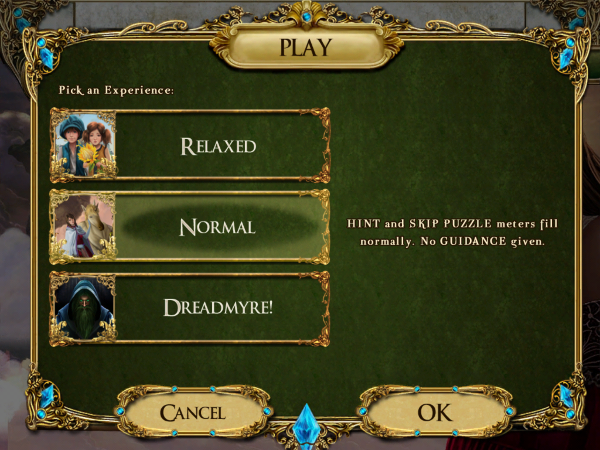 PLAY
Pick an Experience:
Relaxed
Normal
HINT and SKIP PUZZLE meters fill
normally. No GUIDANCE given.
Dreadmyre!
Cancel
OK